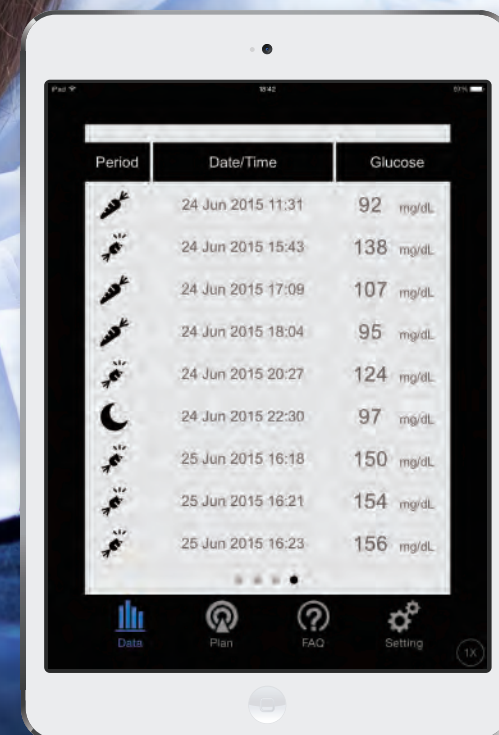 iPad 18:42 97%
Period Date/Time Glucose
24 Jun 2015 11:31 92 mg/dL
24 Jun 2015 15:43 138 mg/dL
24 Jun 2015 17:09 107 mg/dL
24 Jun 2015 18:04 95 mg/dL
24 Jun 2015 20:27 124 mg/dL
24 Jun 2015 22:30 97 mg/dL
25 Jun 2015 16:18 150 mg/dL
25 Jun 2015 16:21 154 mg/dL
25 Jun 2015 16:23 156 mg/dL
Data Plan FAQ Setting
1X